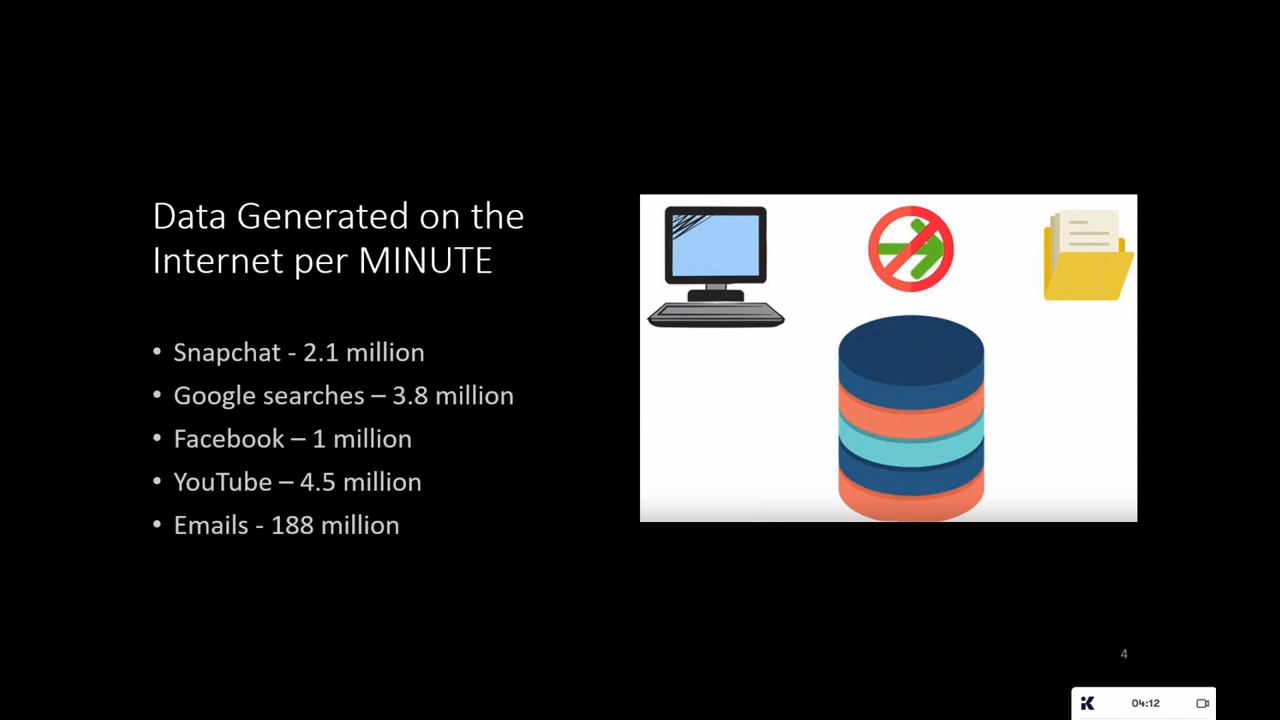 Data Generated on the
Internet per MINUTE
• Snapchat - 2.1 million
• Google searches – 3.8 million
• Facebook – 1 million
• YouTube – 4.5 million
• Emails - 188 million
4
04:12